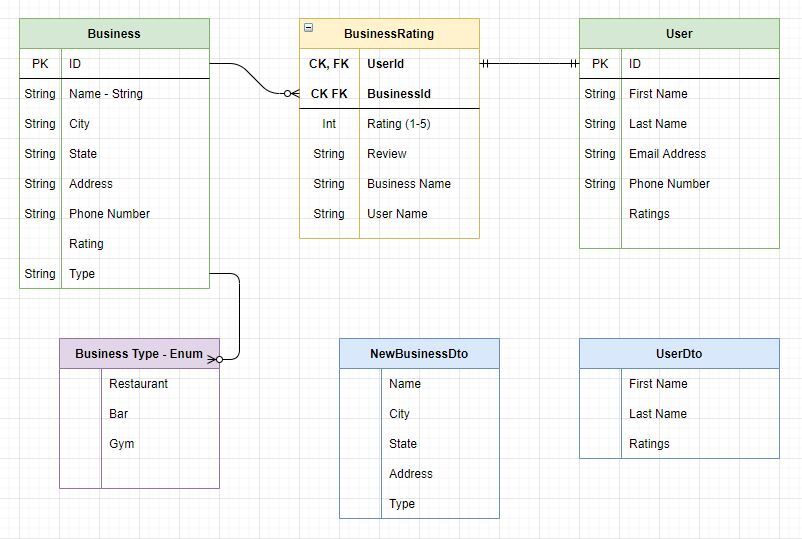 Business
PK ID
String Name - String
String City
String State
String Address
String Phone Number
Rating
String Type
BusinessRating
CK, FK UserId
CK FK BusinessId
Int Rating (1-5)
String Review
String Business Name
String User Name
User
PK ID
String First Name
String Last Name
String Email Address
String Phone Number
Ratings
Business Type - Enum
Restaurant
Bar
Gym
NewBusinessDto
Name
City
State
Address
Type
UserDto
First Name
Last Name
Ratings